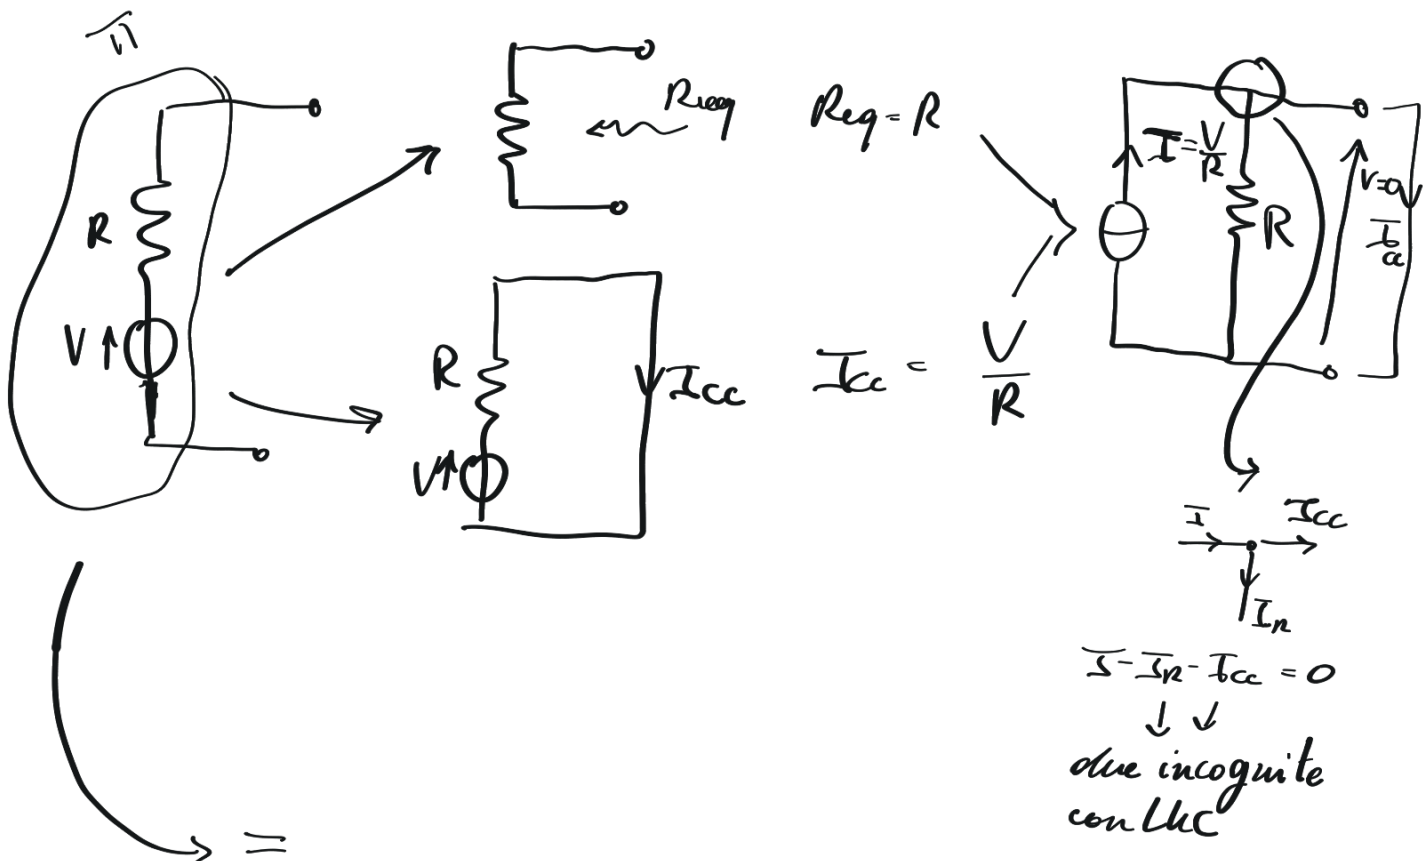 π
R
V
Req
R
V
Icc
Req = R
Icc = V/R
I = V/R
R
V=0
Icc
I
Icc
IR
I - IR - Icc = 0
due incognite
con LKC
=